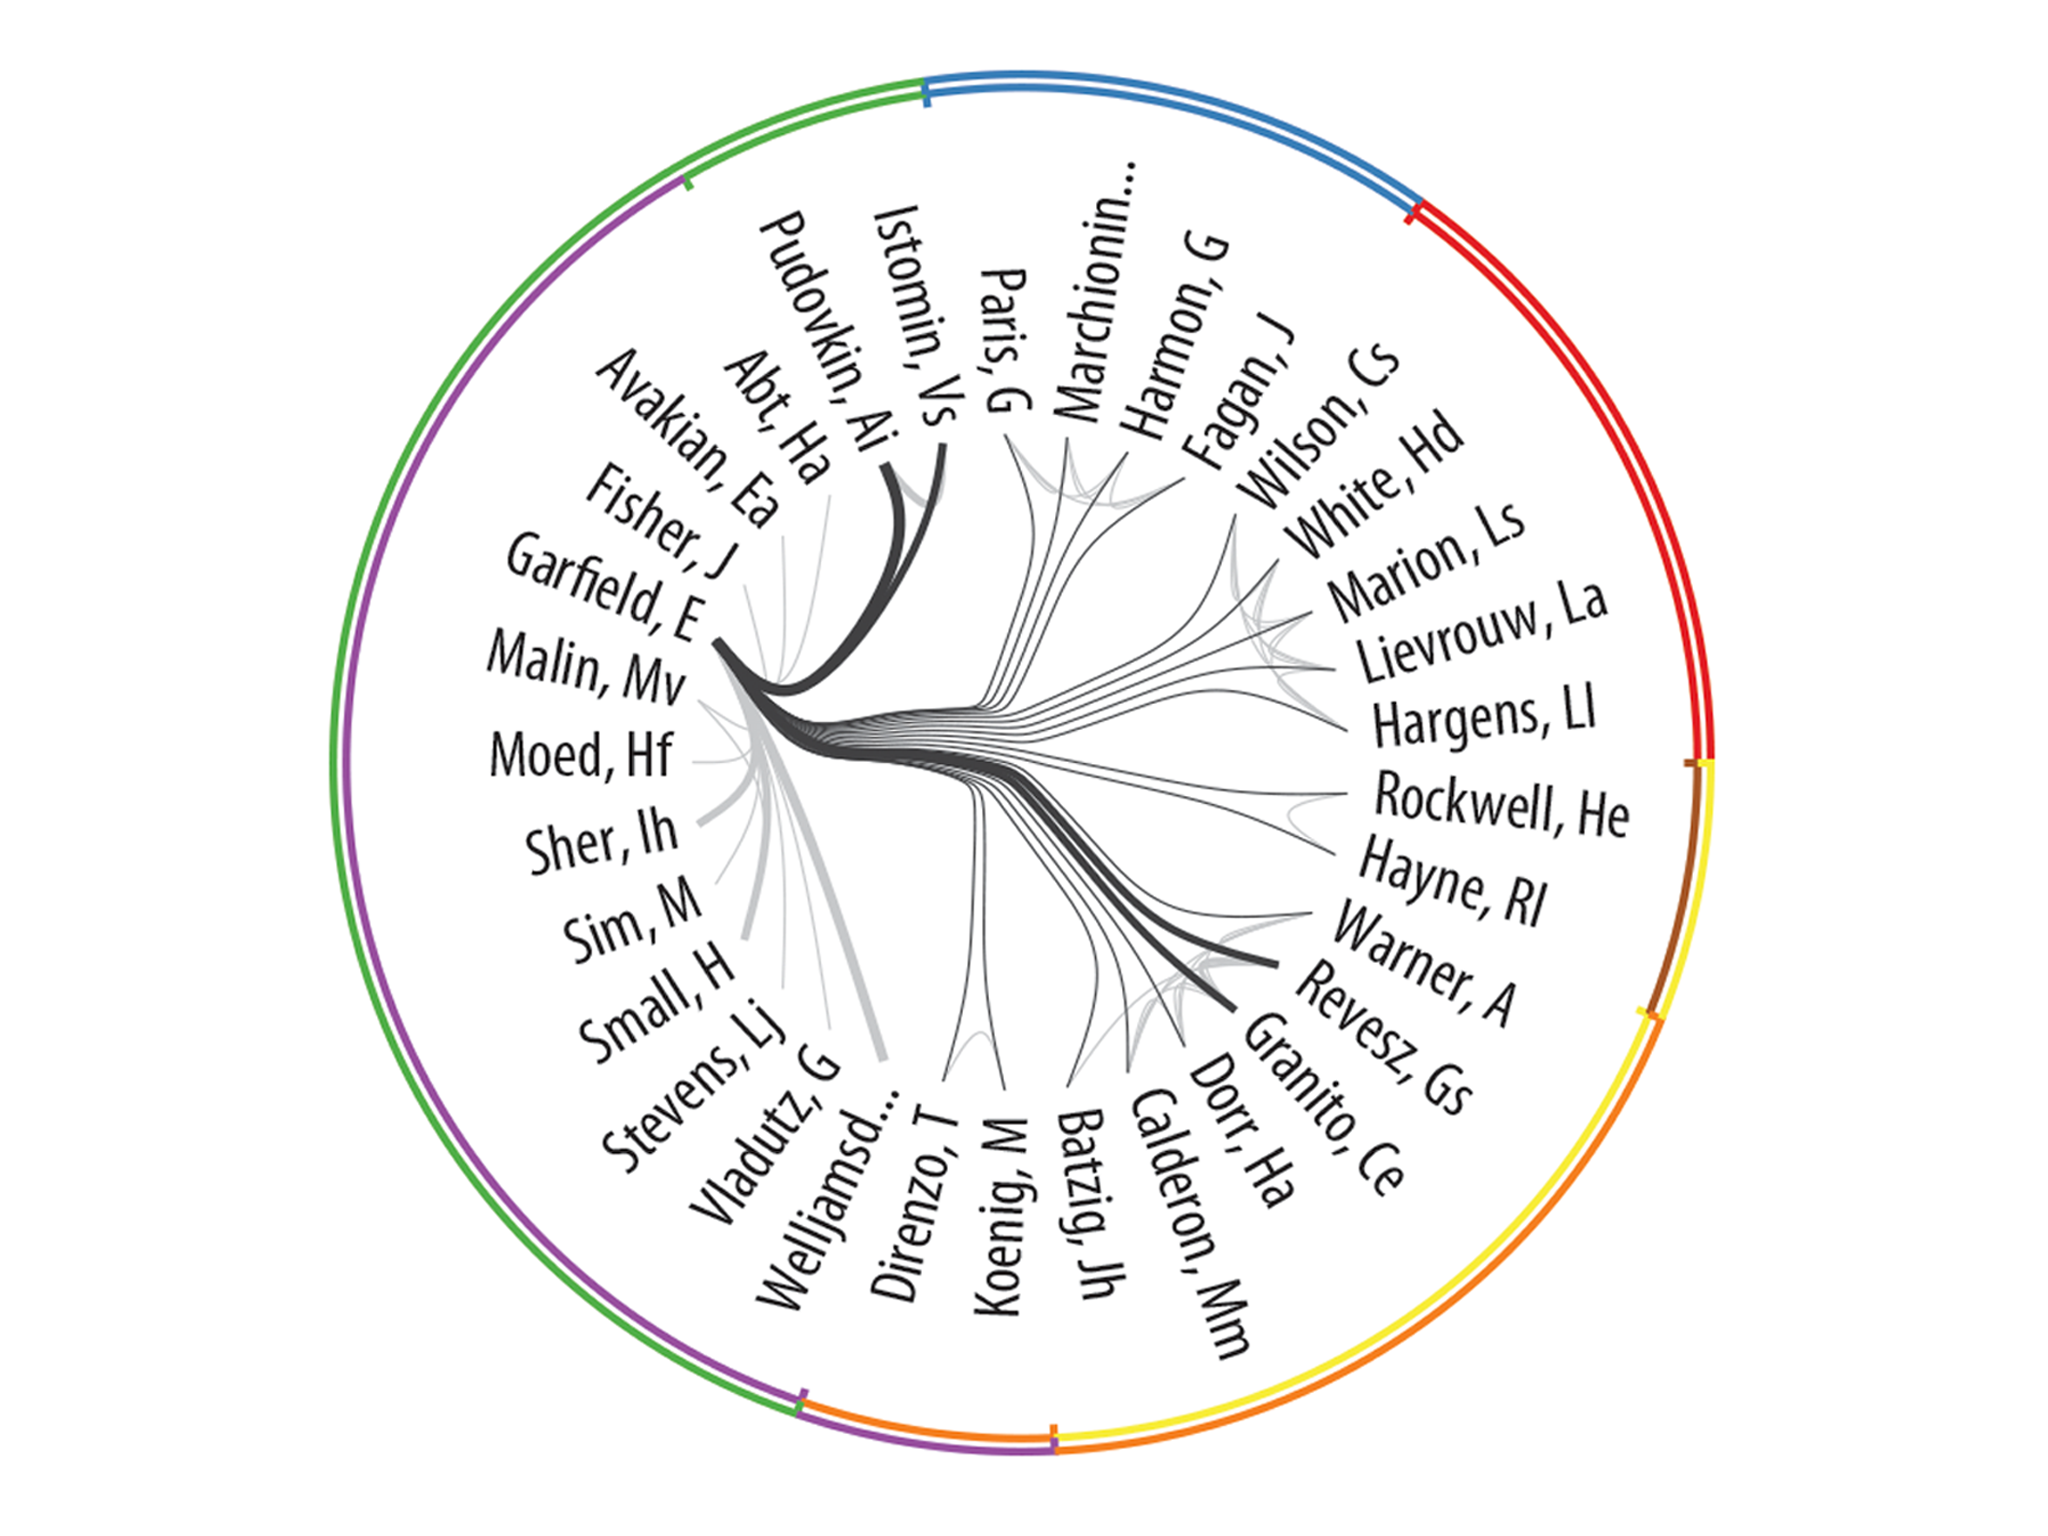 Paris, G
Marchionin...
Harmon, G
Fagan, J
Wilson, Cs
White, Hd
Marion, Ls
Lievrouw, La
Hargens, Ll
Rockwell, He
Hayne, Rl
Warner, A
Revesz, Gs
Granito, Ce
Dorr, Ha
Calderon, Mm
Batzig, Jh
Koenig, M
Direnzo, T
Welljamsd...
Vladutz, G
Stevens, Lj
Small, H
Sim, M
Sher, Ih
Moed, Hf
Malin, Mv
Garfield, E
Fisher, J
Avakian, Ea
Abt, Ha
Pudovkin, Ai
Istomin, Vs